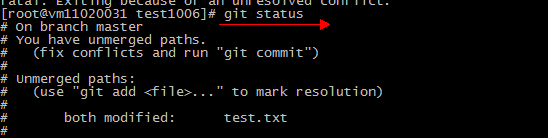 fatal: Exiting because of an unresolved conflict.
[root@vm11020031 test1006]# git status
# On branch master
# You have unmerged paths.
#   (fix conflicts and run "git commit")
#
# Unmerged paths:
#   (use "git add <file>..." to mark resolution)
#
#       both modified:      test.txt
#